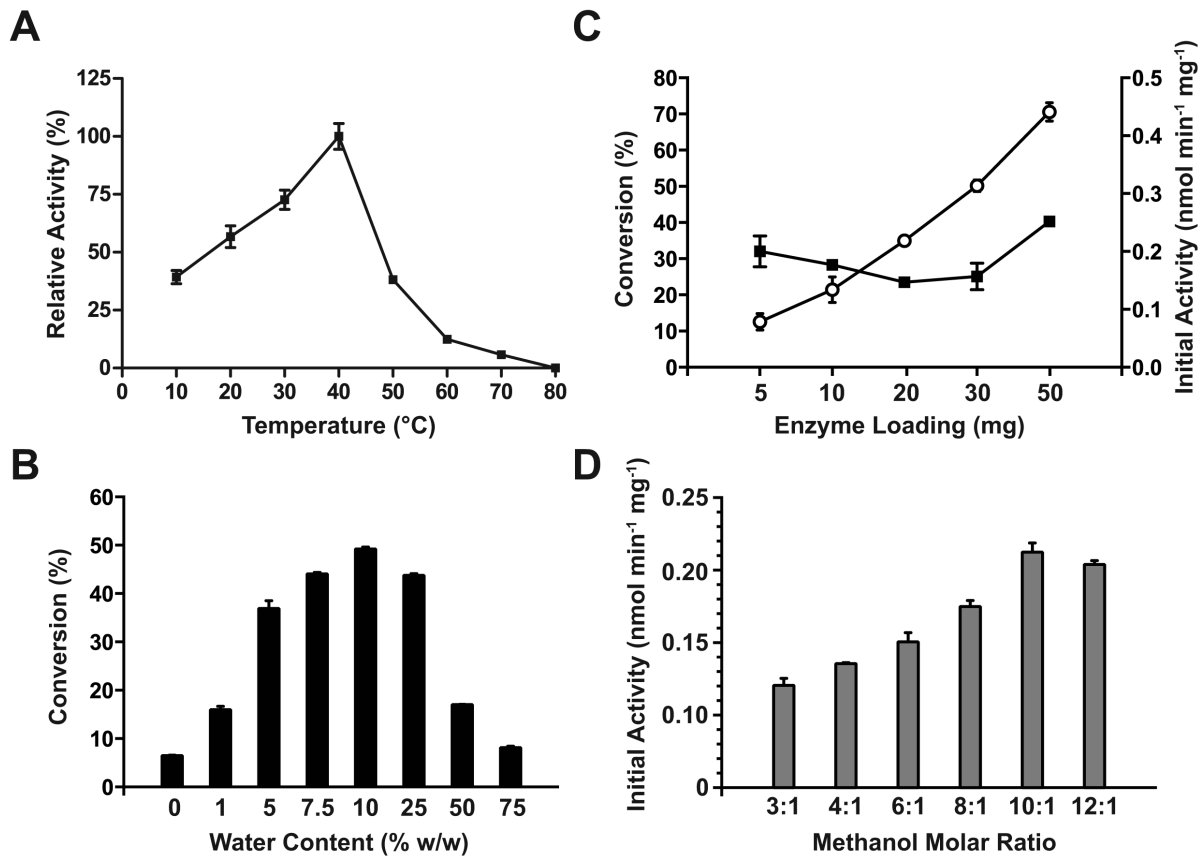 A
Relative Activity (%)
125
100
75
50
25
0
0 10 20 30 40 50 60 70 80
Temperature (°C)
C
Conversion (%)
80
70
60
50
40
30
20
10
0
0.5
0.4
0.3
0.2
0.1
0.0
Initial Activity (nmol min⁻¹ mg⁻¹)
5 10 20 30 50
Enzyme Loading (mg)
B
Conversion (%)
60
50
40
30
20
10
0
0 1 5 7.5 10 25 50 75
Water Content (% w/w)
D
Initial Activity (nmol min⁻¹ mg⁻¹)
0.25
0.20
0.15
0.10
0
3:1 4:1 6:1 8:1 10:1 12:1
Methanol Molar Ratio